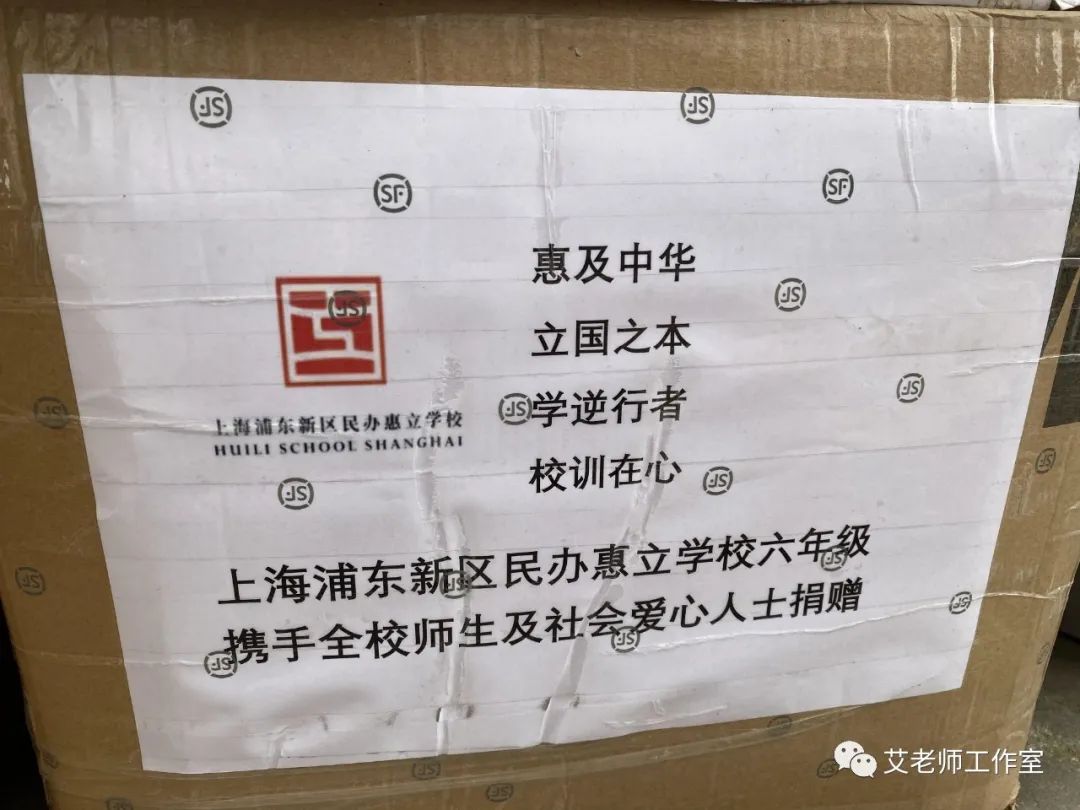 惠及中华
立国之本
学逆行者
校训在心
上海浦东新区民办惠立学校
HUILI SCHOOL SHANGHAI
上海浦东新区民办惠立学校六年级
携手全校师生及社会爱心人士捐赠
SF
艾老师工作室